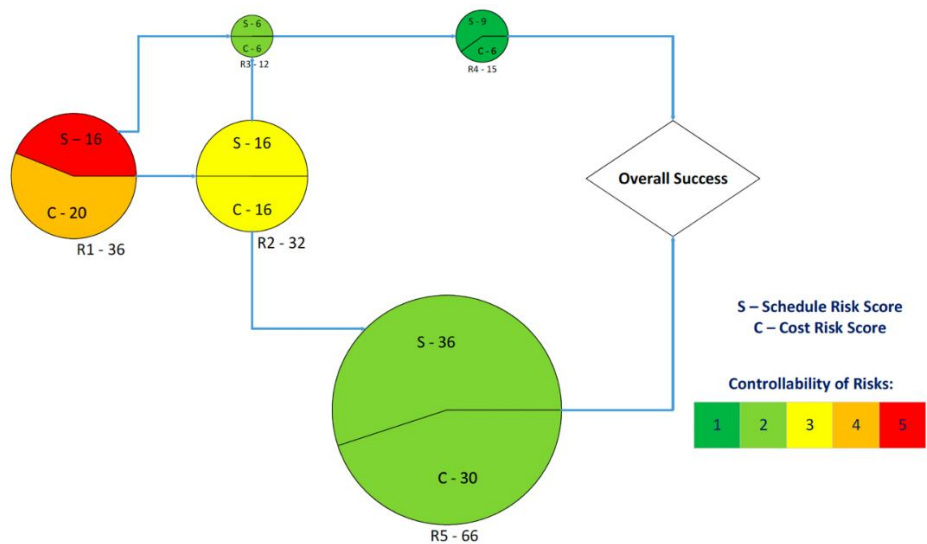 S - 6
C - 6
R3 - 12
S - 9
C - 6
R4 - 15
S – 16
C - 20
R1 - 36
S - 16
C - 16
R2 - 32
Overall Success
S - 36
C - 30
R5 - 66
S – Schedule Risk Score
C – Cost Risk Score
Controllability of Risks:
1 2 3 4 5